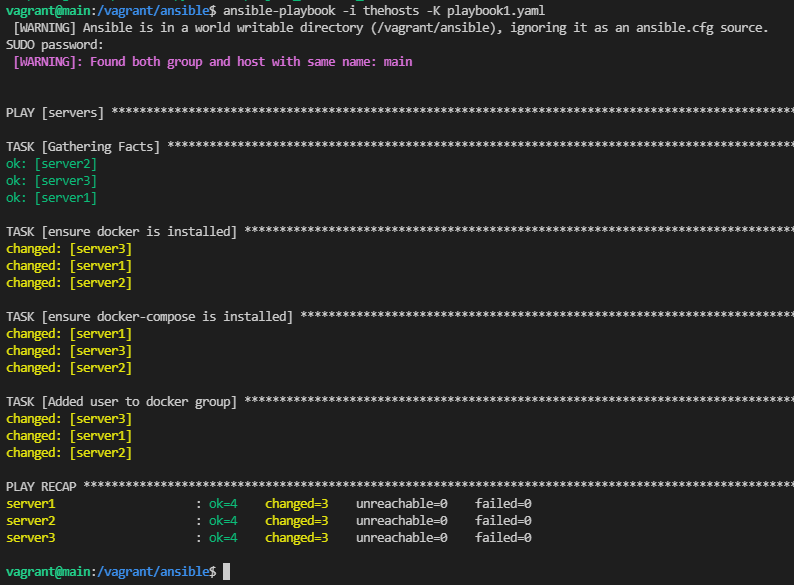 vagrant@main:/vagrant/ansible$ ansible-playbook -i thehosts -K playbook1.yaml
 [WARNING] Ansible is in a world writable directory (/vagrant/ansible), ignoring it as an ansible.cfg source.
SUDO password:
 [WARNING]: Found both group and host with same name: main
PLAY [servers] **************************************************************************************************
TASK [Gathering Facts] ******************************************************************************************
ok: [server2]
ok: [server3]
ok: [server1]
TASK [ensure docker is installed] *******************************************************************************
changed: [server3]
changed: [server1]
changed: [server2]
TASK [ensure docker-compose is installed] ***********************************************************************
changed: [server1]
changed: [server3]
changed: [server2]
TASK [Added user to docker group] *******************************************************************************
changed: [server3]
changed: [server1]
changed: [server2]
PLAY RECAP ******************************************************************************************************
server1                    : ok=4    changed=3    unreachable=0    failed=0
server2                    : ok=4    changed=3    unreachable=0    failed=0
server3                    : ok=4    changed=3    unreachable=0    failed=0
vagrant@main:/vagrant/ansible$